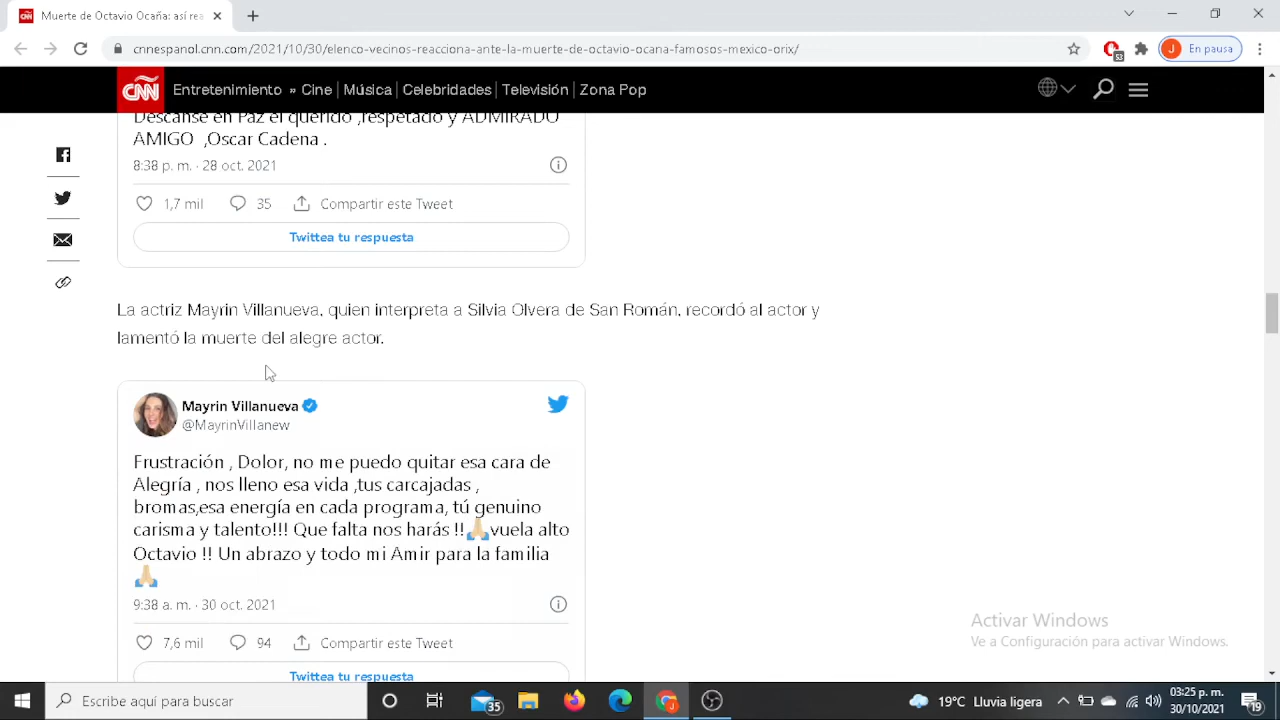 Muerte de Octavio Ocaña: así rea
cnnespanol.cnn.com/2021/10/30/elenco-vecinos-reacciona-ante-la-muerte-de-octavio-ocana-famosos-mexico-orix/
53
J En pausa
CNN Entretenimiento » Cine | Música | Celebridades | Televisión | Zona Pop
Descanse en Paz el querido ,respetado y ADMIRADO
AMIGO ,Oscar Cadena .
8:38 p. m. · 28 oct. 2021
1,7 mil 35 Compartir este Tweet
Twittea tu respuesta
La actriz Mayrin Villanueva, quien interpreta a Silvia Olvera de San Román, recordó al actor y
lamentó la muerte del alegre actor.
Mayrin Villanueva
@MayrinVillanew
Frustración , Dolor, no me puedo quitar esa cara de
Alegría , nos lleno esa vida ,tus carcajadas ,
bromas,esa energía en cada programa, tú genuino
carisma y talento!!! Que falta nos harás !!🙏🏼vuela alto
Octavio !! Un abrazo y todo mi Amir para la familia
🙏🏼
9:38 a. m. · 30 oct. 2021
7,6 mil 94 Compartir este Tweet
Twittea tu respuesta
Activar Windows
Ve a Configuración para activar Windows.
Escribe aquí para buscar
35
J
19°C Lluvia ligera
03:25 p. m.
30/10/2021
19